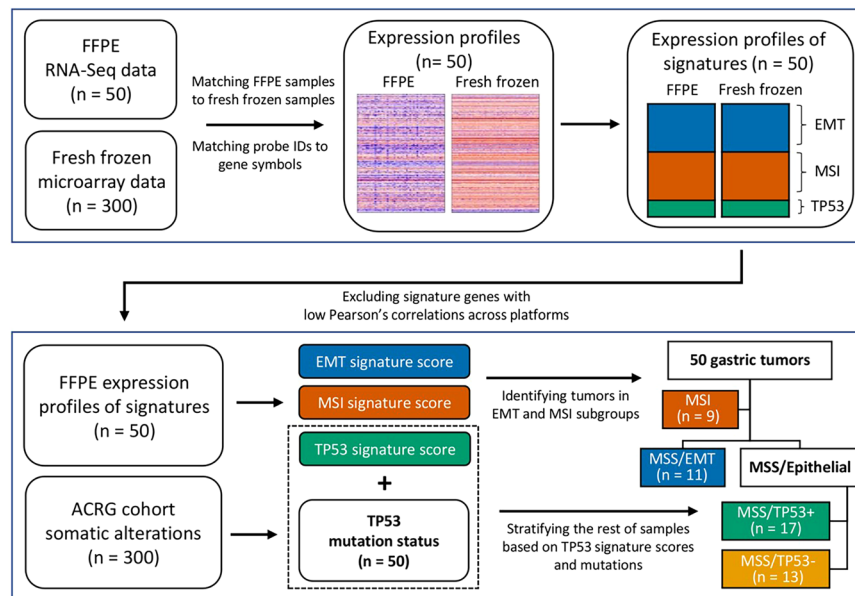 FFPE
RNA-Seq data
(n = 50)
Fresh frozen
microarray data
(n = 300)
Matching FFPE samples
to fresh frozen samples
Matching probe IDs to
gene symbols
Expression profiles
(n= 50)
FFPE Fresh frozen
Expression profiles of
signatures (n = 50)
FFPE Fresh frozen
EMT
MSI
TP53
Excluding signature genes with
low Pearson's correlations across platforms
FFPE expression
profiles of signatures
(n = 50)
ACRG cohort
somatic alterations
(n = 300)
EMT signature score
MSI signature score
TP53 signature score
+
TP53
mutation status
(n = 50)
Identifying tumors in
EMT and MSI subgroups
Stratifying the rest of samples
based on TP53 signature scores
and mutations
50 gastric tumors
MSI
(n = 9)
MSS/EMT
(n = 11)
MSS/Epithelial
MSS/TP53+
(n = 17)
MSS/TP53-
(n = 13)